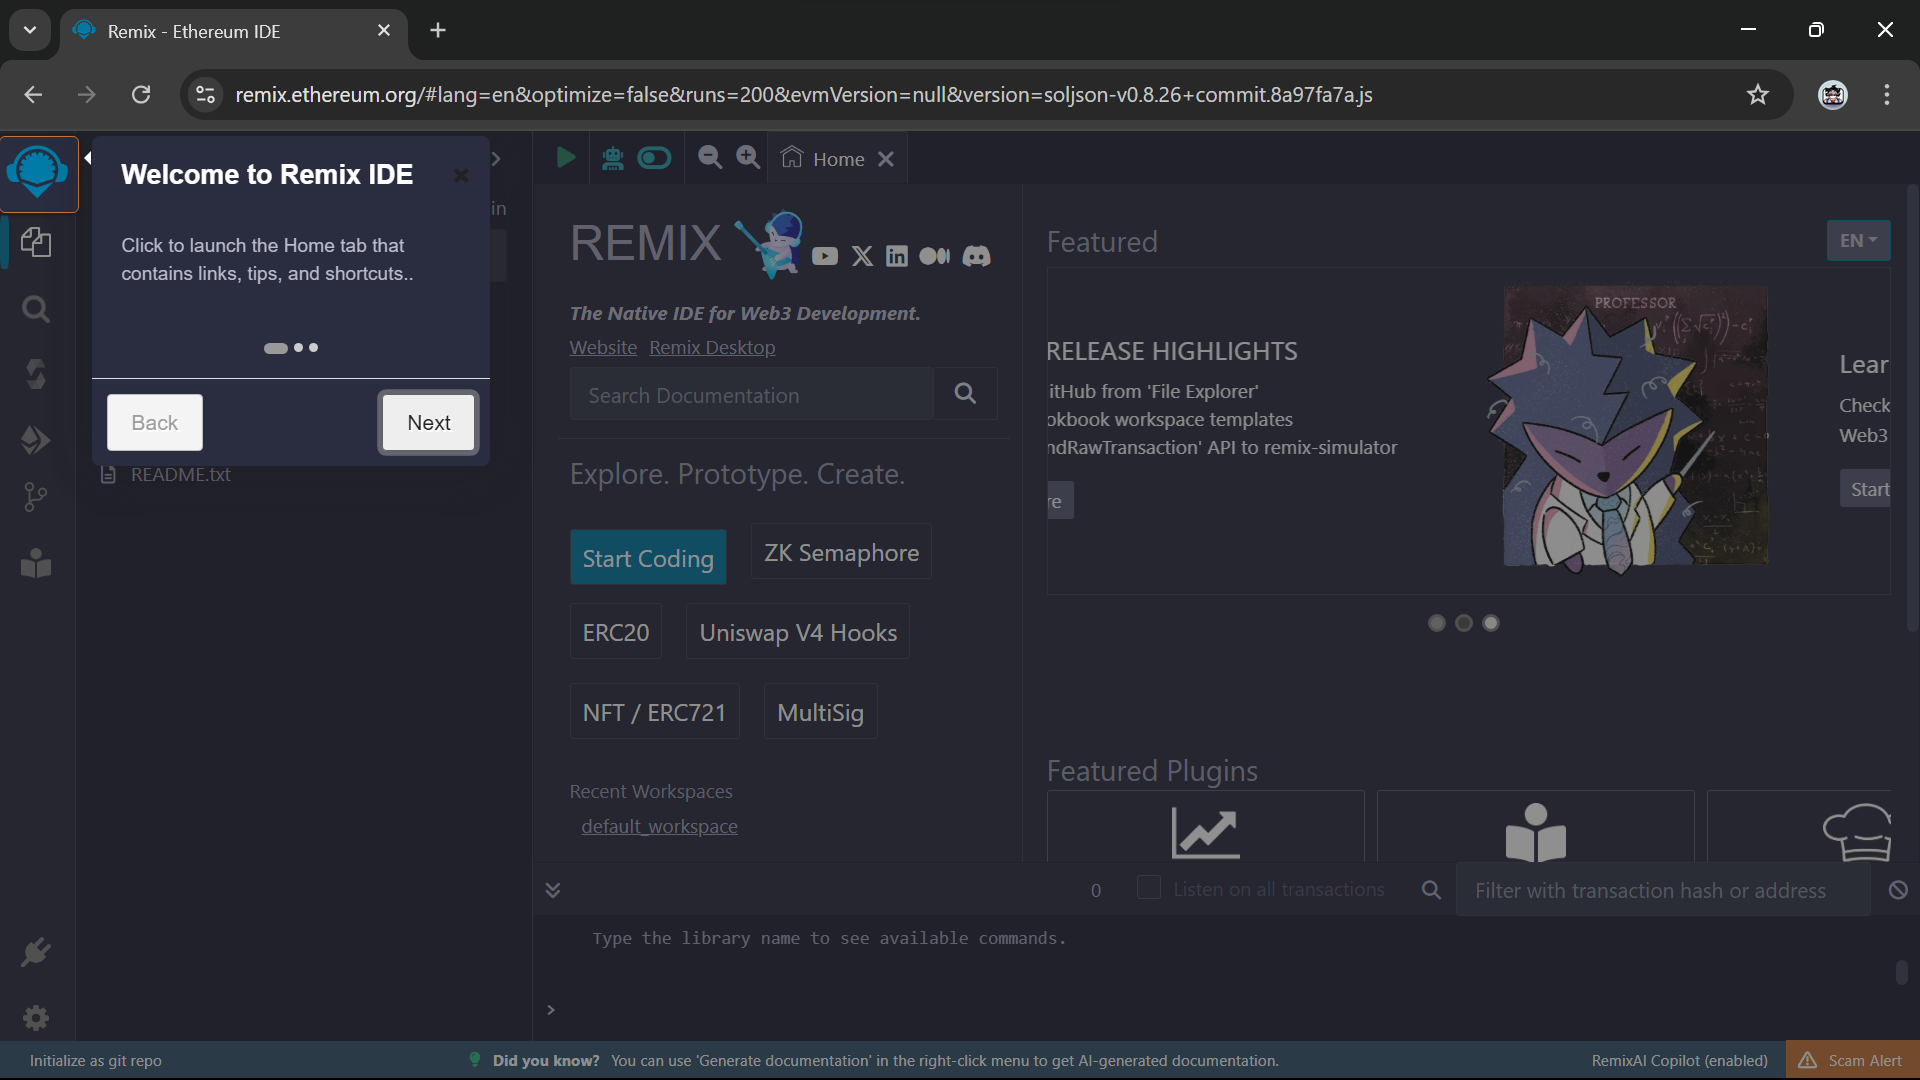 Remix - Ethereum IDE
remix.ethereum.org/#lang=en&optimize=false&runs=200&evmVersion=null&version=soljson-v0.8.26+commit.8a97fa7a.js
Welcome to Remix IDE
Click to launch the Home tab that
contains links, tips, and shortcuts..
Back
Next
in
README.txt
Home
REMIX
The Native IDE for Web3 Development.
Website Remix Desktop
Search Documentation
Explore. Prototype. Create.
Start Coding
ZK Semaphore
ERC20
Uniswap V4 Hooks
NFT / ERC721
MultiSig
Recent Workspaces
default_workspace
Featured
EN
RELEASE HIGHLIGHTS
itHub from 'File Explorer'
okbook workspace templates
ndRawTransaction' API to remix-simulator
re
PROFESSOR
Lear
Check
Web3
Start
Featured Plugins
0
Listen on all transactions
Filter with transaction hash or address
Type the library name to see available commands.
>
Initialize as git repo
Did you know? You can use 'Generate documentation' in the right-click menu to get AI-generated documentation.
RemixAI Copilot (enabled)
Scam Alert